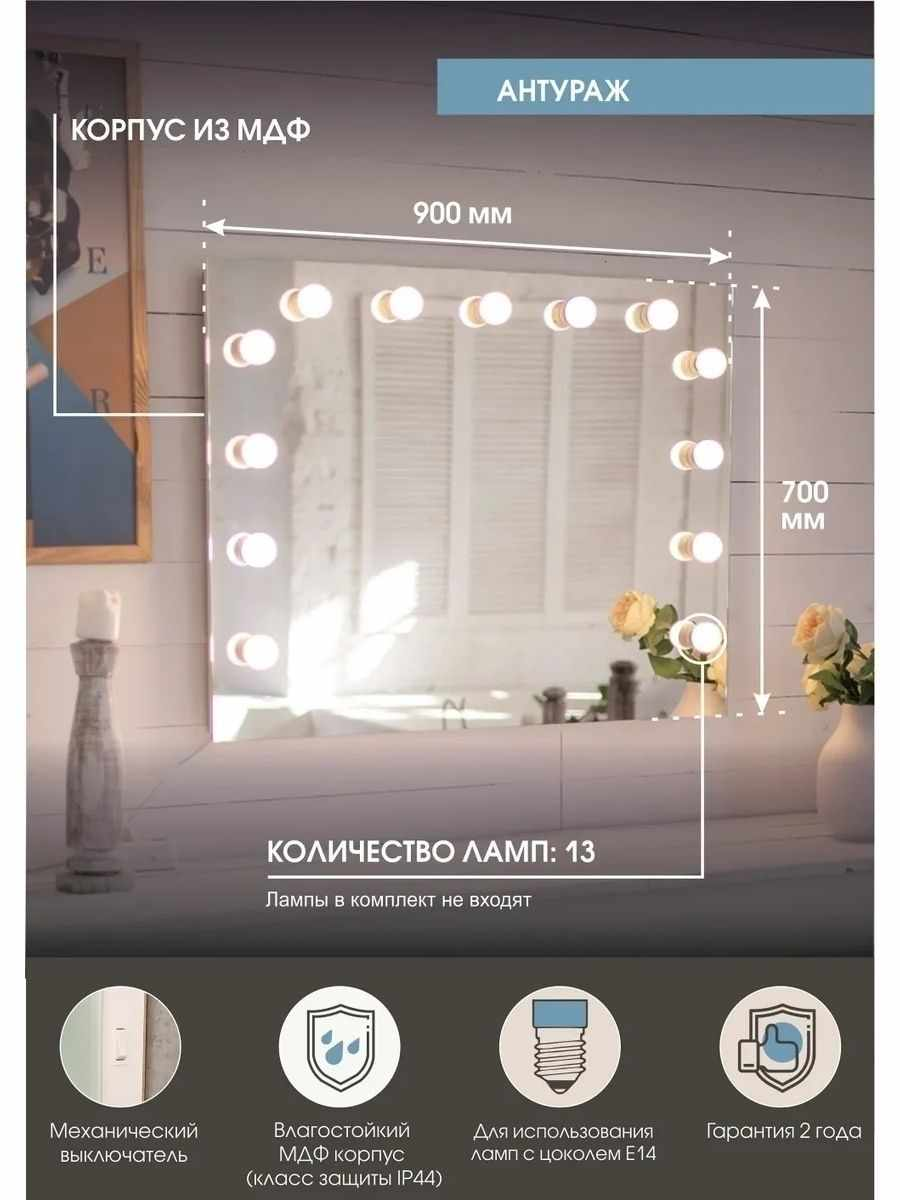 АНТУРАЖ
КОРПУС ИЗ МДФ
900 мм
E
R
700
мм
КОЛИЧЕСТВО ЛАМП: 13
Лампы в комплект не входят
Механический
выключатель
Влагостойкий
МДФ корпус
(класс защиты IP44)
Для использования
ламп с цоколем E14
Гарантия 2 года